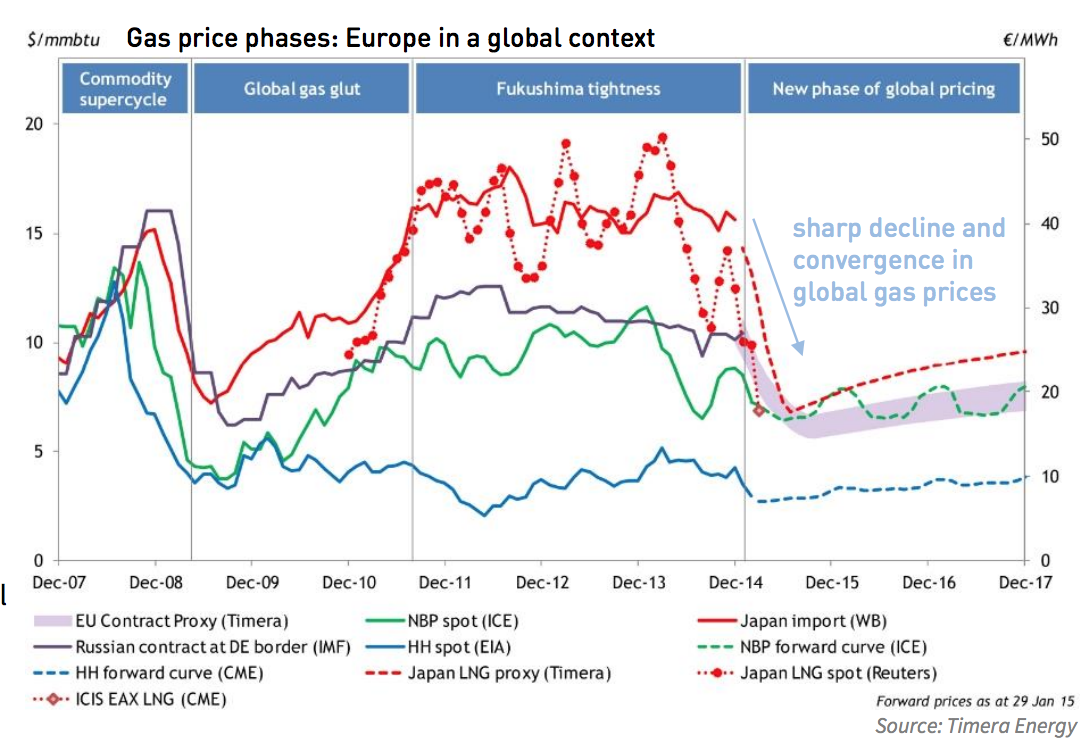 $/mmbtu Gas price phases: Europe in a global context €/MWh
Commodity supercycle
Global gas glut
Fukushima tightness
New phase of global pricing
20
15
10
5
0
50
40
30
20
10
0
sharp decline and
convergence in
global gas prices
l
Dec-07 Dec-08 Dec-09 Dec-10 Dec-11 Dec-12 Dec-13 Dec-14 Dec-15 Dec-16 Dec-17
EU Contract Proxy (Timera) NBP spot (ICE) Japan import (WB)
Russian contract at DE border (IMF) HH spot (EIA) NBP forward curve (ICE)
HH forward curve (CME) Japan LNG proxy (Timera) Japan LNG spot (Reuters)
ICIS EAX LNG (CME)
Forward prices as at 29 Jan 15
Source: Timera Energy